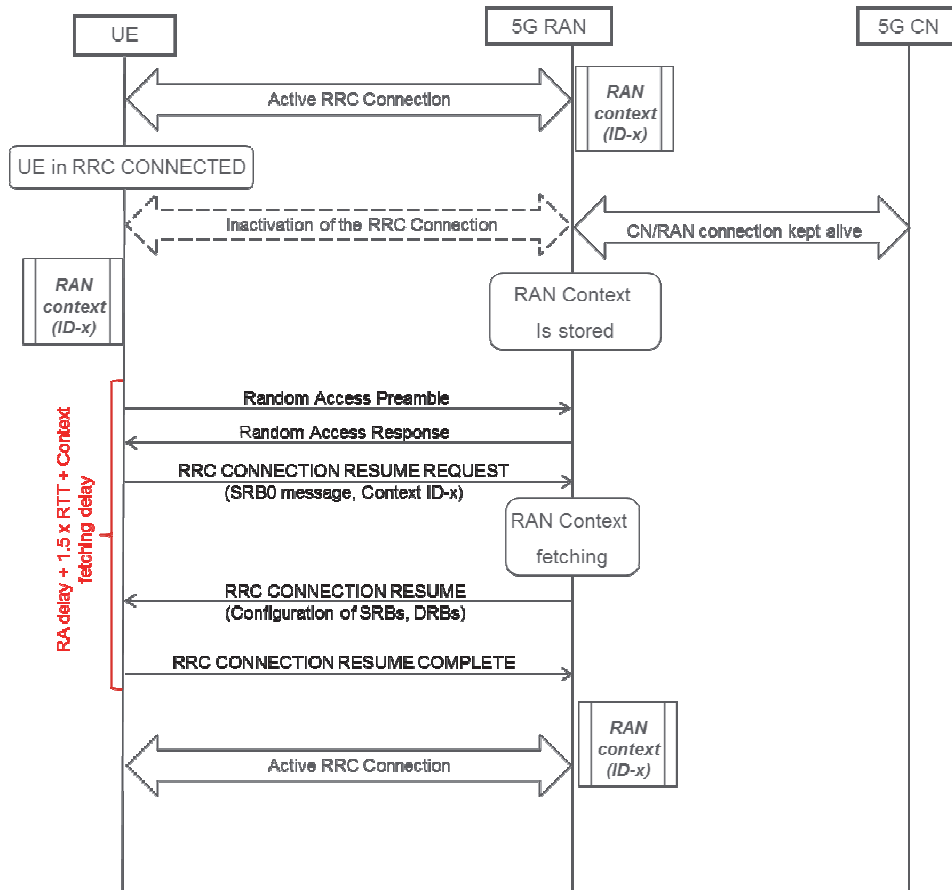 UE
5G RAN
5G CN
Active RRC Connection
RAN
context
(ID-x)
UE in RRC CONNECTED
Inactivation of the RRC Connection
CN/RAN connection kept alive
RAN
context
(ID-x)
RAN Context
Is stored
Random Access Preamble
Random Access Response
RRC CONNECTION RESUME REQUEST
(SRB0 message, Context ID-x)
RA delay + 1.5 x RTT + Context
fetching delay
RAN Context
fetching
RRC CONNECTION RESUME
(Configuration of SRBs, DRBs)
RRC CONNECTION RESUME COMPLETE
RAN
context
(ID-x)
Active RRC Connection